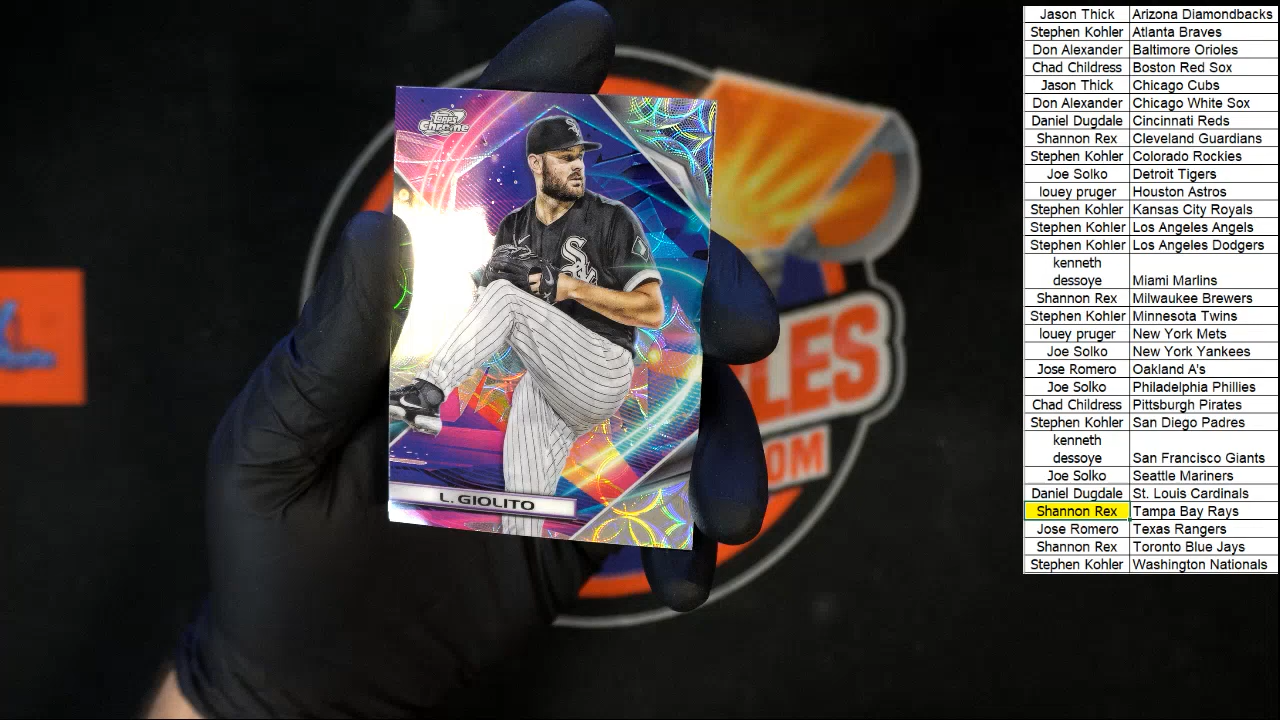 Topps
Chrome
Sox
L. GIOLITO
LES
OM
Jason Thick Arizona Diamondbacks
Stephen Kohler Atlanta Braves
Don Alexander Baltimore Orioles
Chad Childress Boston Red Sox
Jason Thick Chicago Cubs
Don Alexander Chicago White Sox
Daniel Dugdale Cincinnati Reds
Shannon Rex Cleveland Guardians
Stephen Kohler Colorado Rockies
Joe Solko Detroit Tigers
louey pruger Houston Astros
Stephen Kohler Kansas City Royals
Stephen Kohler Los Angeles Angels
Stephen Kohler Los Angeles Dodgers
kenneth
dessoye Miami Marlins
Shannon Rex Milwaukee Brewers
Stephen Kohler Minnesota Twins
louey pruger New York Mets
Joe Solko New York Yankees
Jose Romero Oakland A's
Joe Solko Philadelphia Phillies
Chad Childress Pittsburgh Pirates
Stephen Kohler San Diego Padres
kenneth
dessoye San Francisco Giants
Joe Solko Seattle Mariners
Daniel Dugdale St. Louis Cardinals
Shannon Rex Tampa Bay Rays
Jose Romero Texas Rangers
Shannon Rex Toronto Blue Jays
Stephen Kohler Washington Nationals